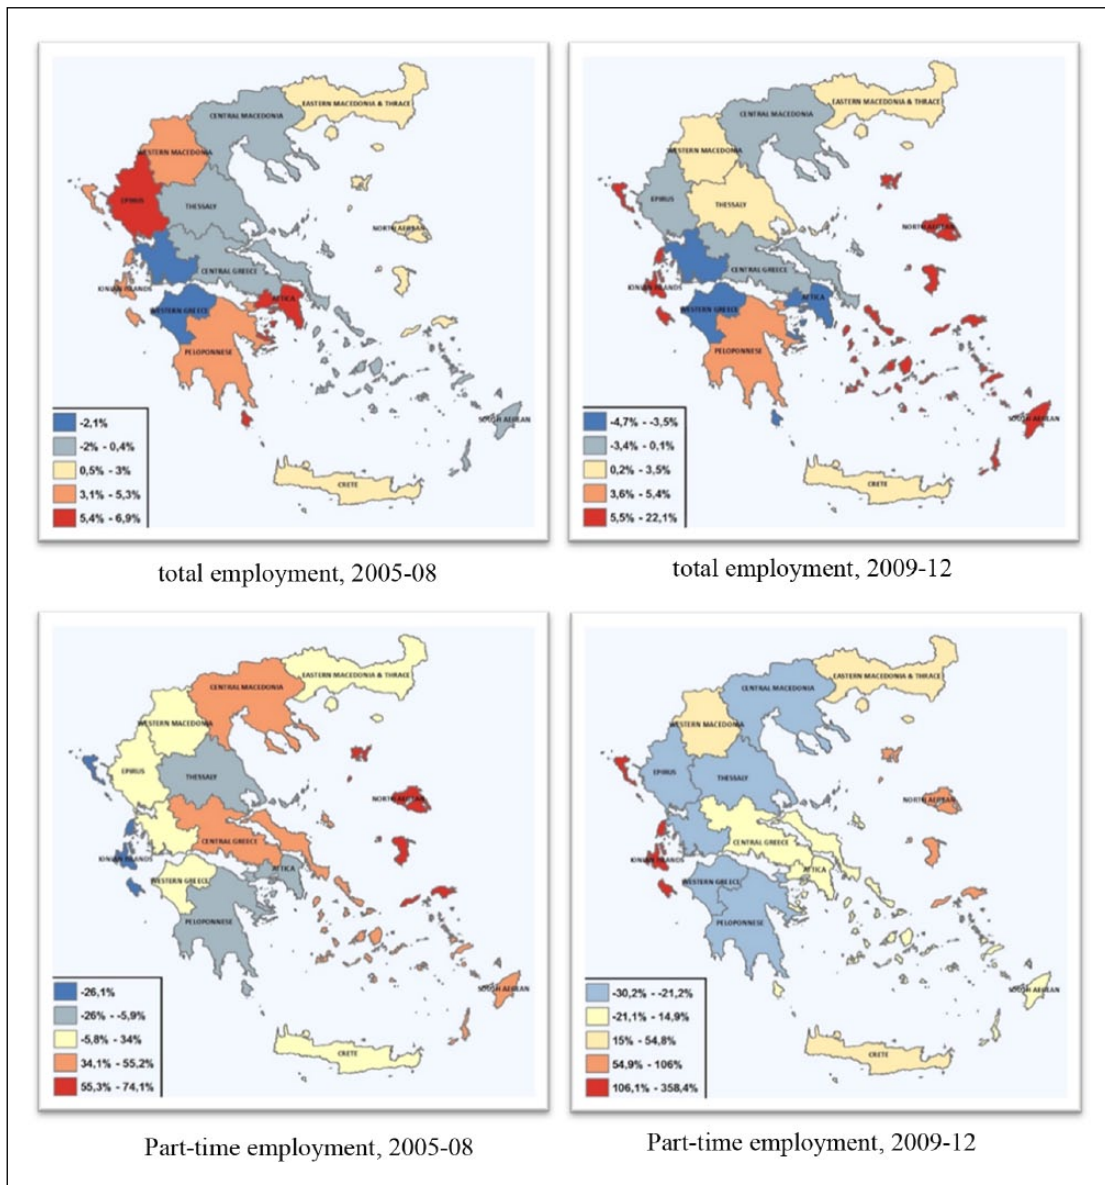 EASTERN MACEDONIA & THRACE
CENTRAL MACEDONIA
WESTERN MACEDONIA
EPIRUS
THESSALY
NORTH AEGEAN
CENTRAL GREECE
IONIAN ISLANDS
ATTICA
WESTERN GREECE
PELOPONNESE
SOUTH AEGEAN
CRETE
-2,1%
-2% - 0,4%
0,5% - 3%
3,1% - 5,3%
5,4% - 6,9%
total employment, 2005-08
EASTERN MACEDONIA & THRACE
CENTRAL MACEDONIA
WESTERN MACEDONIA
EPIRUS
THESSALY
NORTH AEGEAN
CENTRAL GREECE
IONIAN ISLANDS
ATTICA
WESTERN GREECE
PELOPONNESE
SOUTH AEGEAN
CRETE
-4,7% - -3,5%
-3,4% - 0,1%
0,2% - 3,5%
3,6% - 5,4%
5,5% - 22,1%
total employment, 2009-12
EASTERN MACEDONIA & THRACE
CENTRAL MACEDONIA
WESTERN MACEDONIA
EPIRUS
THESSALY
NORTH AEGEAN
CENTRAL GREECE
IONIAN ISLANDS
ATTICA
WESTERN GREECE
PELOPONNESE
SOUTH AEGEAN
CRETE
-26,1%
-26% - -5,9%
-5,8% - 34%
34,1% - 55,2%
55,3% - 74,1%
Part-time employment, 2005-08
EASTERN MACEDONIA & THRACE
CENTRAL MACEDONIA
WESTERN MACEDONIA
EPIRUS
THESSALY
NORTH AEGEAN
CENTRAL GREECE
IONIAN ISLANDS
ATTICA
WESTERN GREECE
PELOPONNESE
SOUTH AEGEAN
CRETE
-30,2% - -21,2%
-21,1% - 14,9%
15% - 54,8%
54,9% - 106%
106,1% - 358,4%
Part-time employment, 2009-12